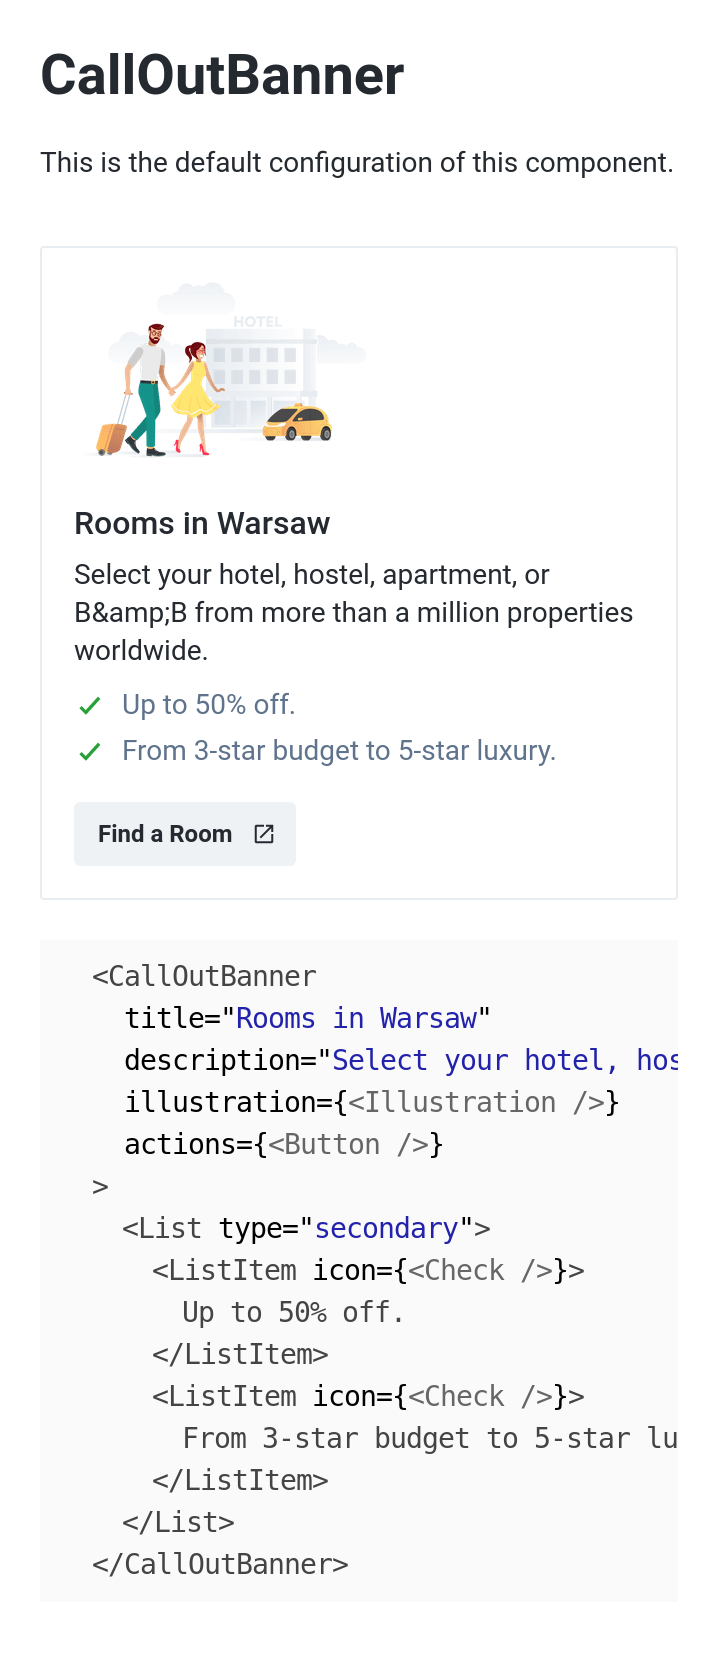 CallOutBanner
This is the default configuration of this component.
HOTEL
Rooms in Warsaw
Select your hotel, hostel, apartment, or
B&amp;B from more than a million properties
worldwide.
Up to 50% off.
From 3-star budget to 5-star luxury.
Find a Room
<CallOutBanner
title="Rooms in Warsaw"
description="Select your hotel, hos
illustration={<Illustration />}
actions={<Button />}
>
<List type="secondary">
<ListItem icon={<Check />}>
Up to 50% off.
</ListItem>
<ListItem icon={<Check />}>
From 3-star budget to 5-star lu
</ListItem>
</List>
</CallOutBanner>